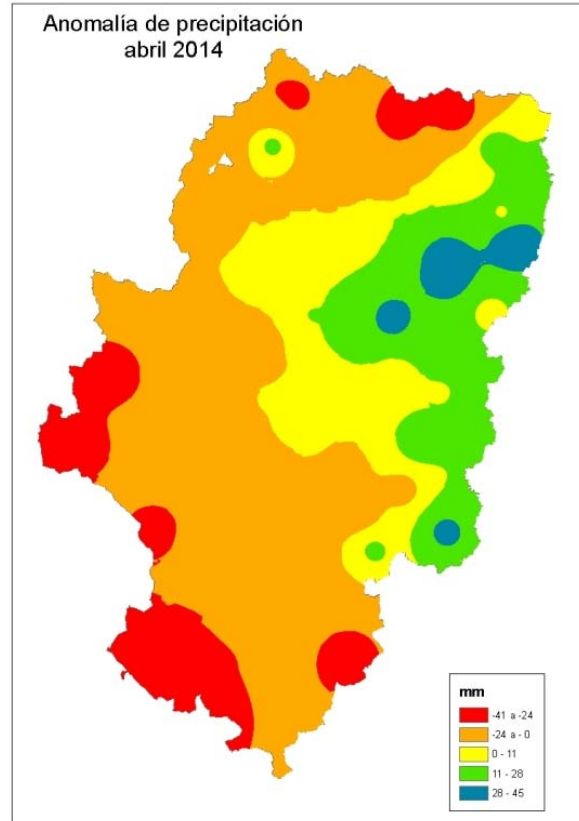 Anomalía de precipitación
abril 2014
mm
-41 a -24
-24 a - 0
0 - 11
11 - 28
28 - 45